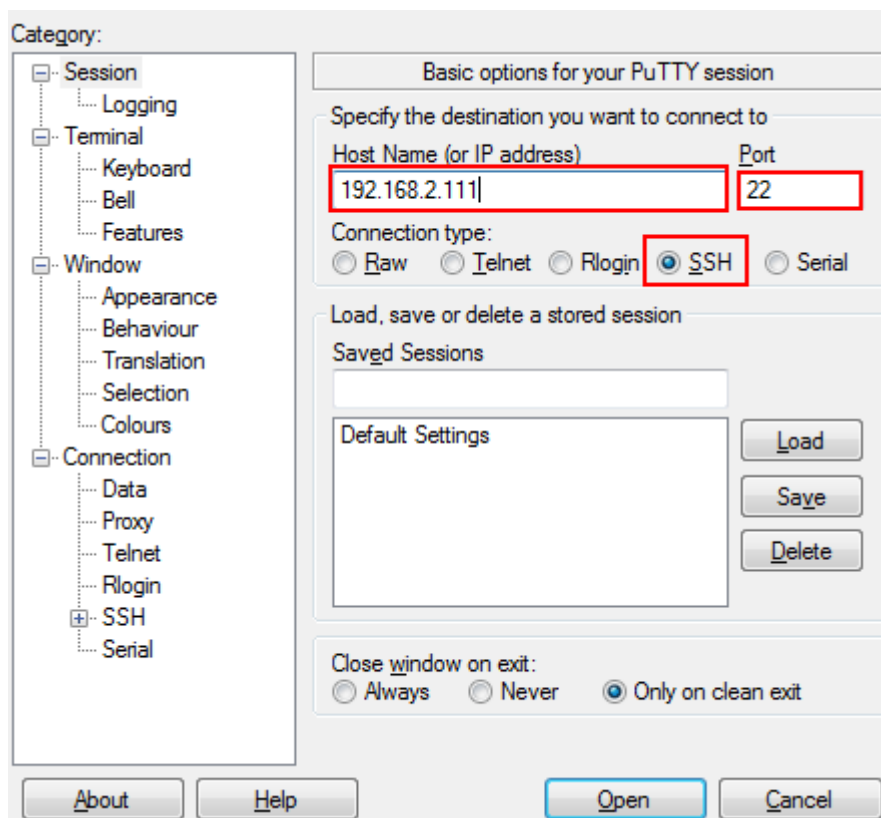 Category:
Session
Logging
Terminal
Keyboard
Bell
Features
Window
Appearance
Behaviour
Translation
Selection
Colours
Connection
Data
Proxy
Telnet
Rlogin
SSH
Serial
Basic options for your PuTTY session
Specify the destination you want to connect to
Host Name (or IP address) Port
192.168.2.111 22
Connection type:
Raw Telnet Rlogin SSH Serial
Load, save or delete a stored session
Saved Sessions
Default Settings
Load
Save
Delete
Close window on exit:
Always Never Only on clean exit
About Help Open Cancel